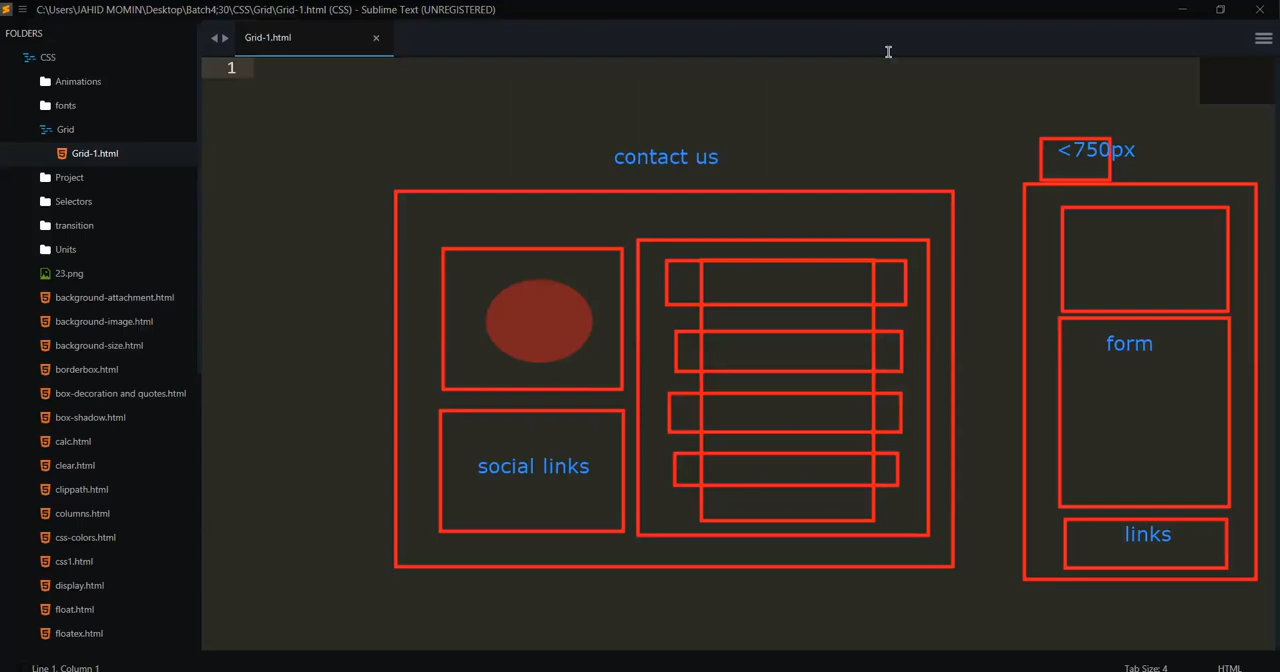 C:\Users\JAHID MOMIN\Desktop\Batch4;30\CSS\Grid\Grid-1.html (CSS) - Sublime Text (UNREGISTERED)
FOLDERS
CSS
Animations
fonts
Grid
Grid-1.html
Project
Selectors
transition
Units
23.png
background-attachment.html
background-image.html
background-size.html
borderbox.html
box-decoration and quotes.html
box-shadow.html
calc.html
clear.html
clippath.html
columns.html
css-colors.html
css1.html
display.html
float.html
floatex.html
Grid-1.html
1
contact us
social links
<750px
form
links
Line 1, Column 1
Tab Size: 4
HTML